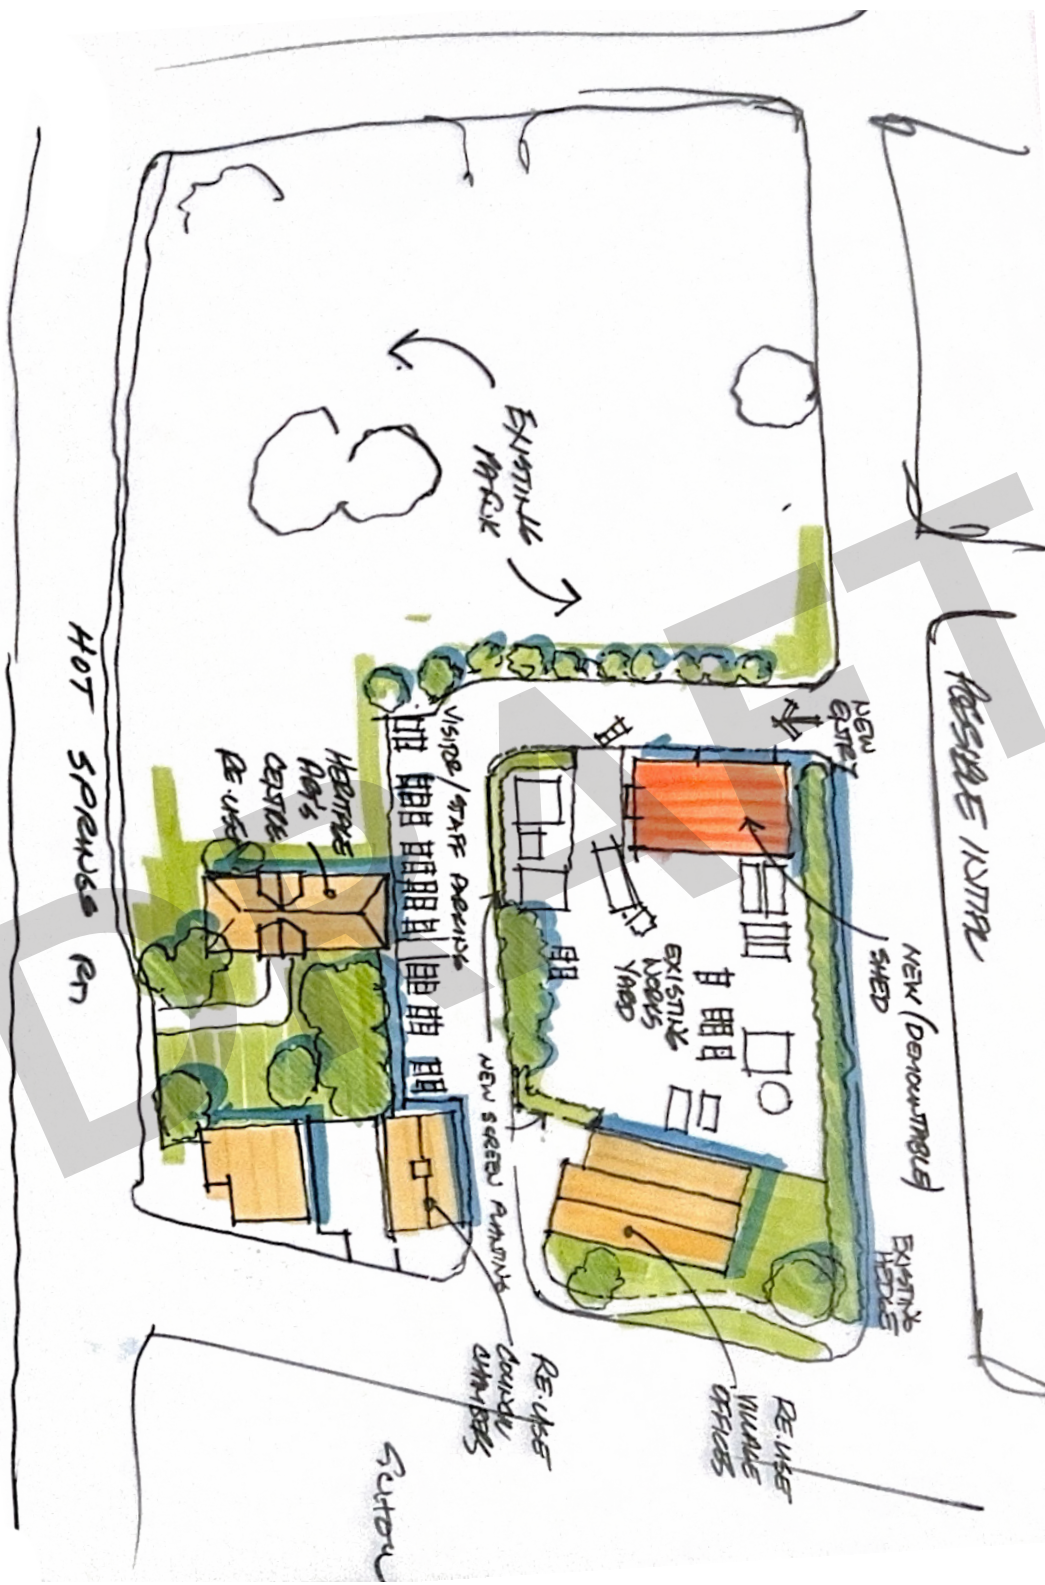 EXISTING
PARK
HOT SPRINGS RD
HERITAGE
ARTS
CENTRE
RE-USE
VISITOR / STAFF PARKING
NEW
ENTRY
NEW (DEMOUNTABLE)
SHED
EXISTING
WORKS
YARD
NEW SCREEN PLANTING
EXISTING
HEDGE
RE-USE
COUNCIL
CHAMBERS
RE-USE
VILLAGE
OFFICES
DRAFT